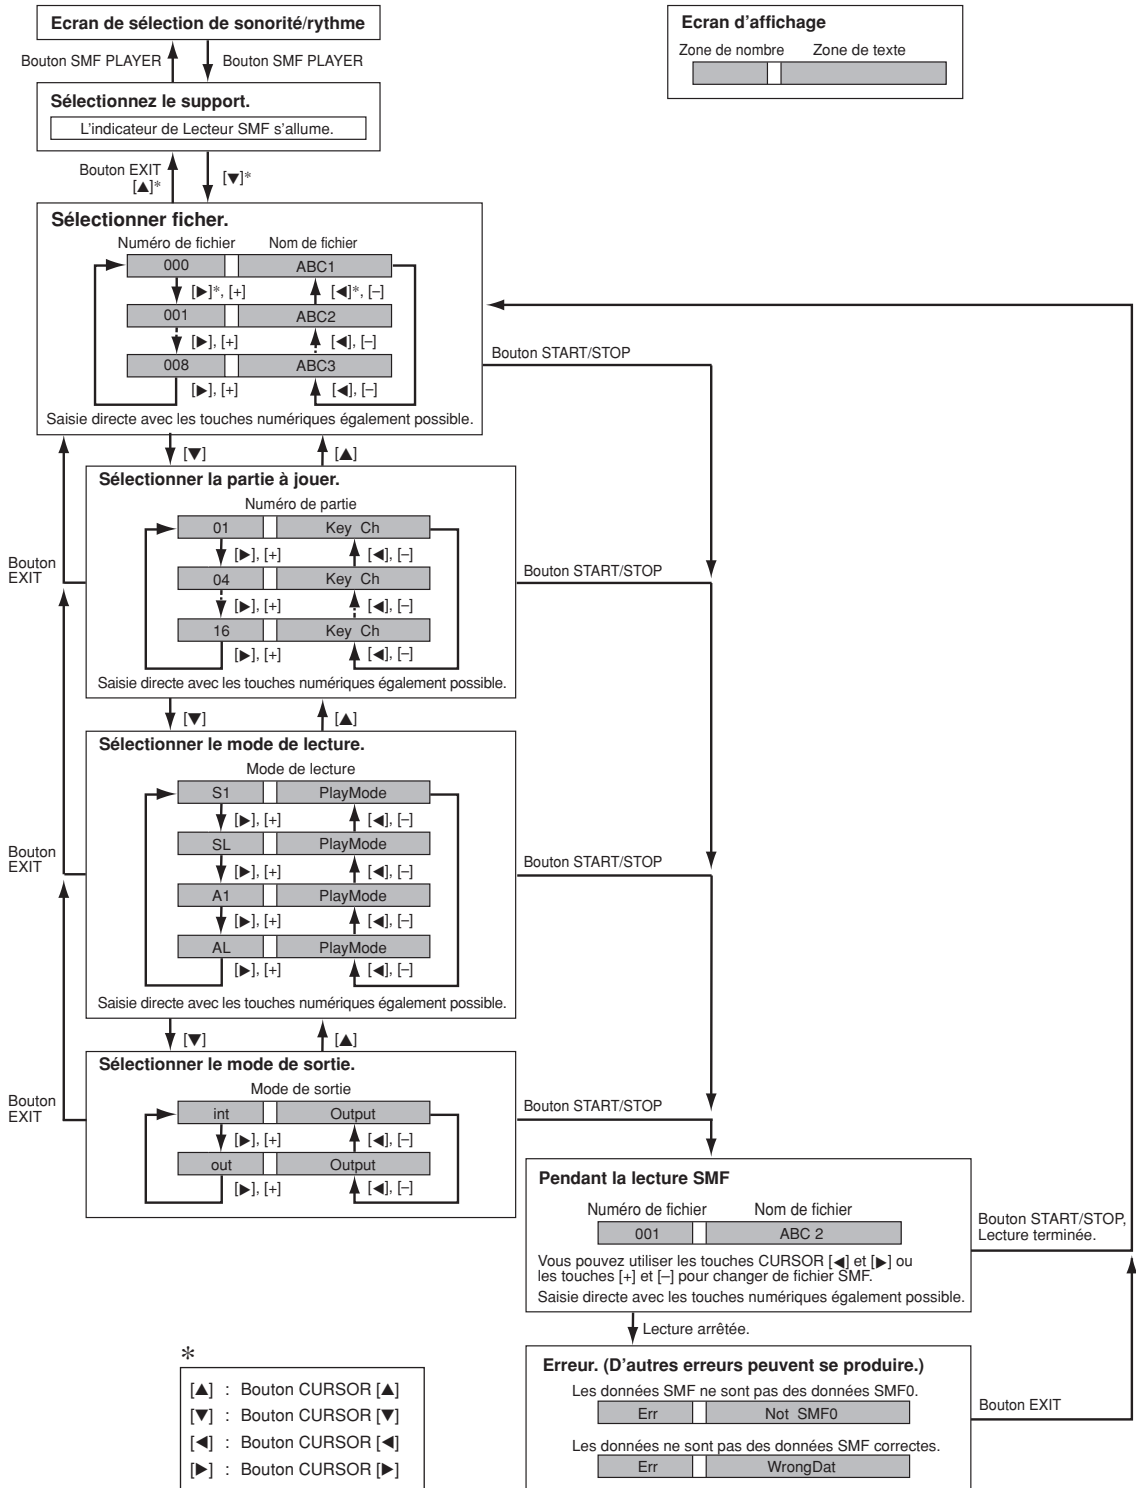 Ecran de sélection de sonorité/rythme
Bouton SMF PLAYER
Bouton SMF PLAYER
Ecran d'affichage
Zone de nombre Zone de texte
Sélectionnez le support.
L'indicateur de Lecteur SMF s'allume.
Bouton EXIT
[▲]*
[▼]*
Sélectionner ficher.
Numéro de fichier Nom de fichier
000 ABC1
[▶]*, [+] [◀]*, [–]
001 ABC2
[▶], [+] [◀], [–]
008 ABC3
[▶], [+] [◀], [–]
Saisie directe avec les touches numériques également possible.
Bouton START/STOP
[▼] [▲]
Sélectionner la partie à jouer.
Numéro de partie
01 Key Ch
[▶], [+] [◀], [–]
04 Key Ch
[▶], [+] [◀], [–]
16 Key Ch
[▶], [+] [◀], [–]
Saisie directe avec les touches numériques également possible.
Bouton
EXIT
Bouton START/STOP
[▼] [▲]
Sélectionner le mode de lecture.
Mode de lecture
S1 PlayMode
[▶], [+] [◀], [–]
SL PlayMode
[▶], [+] [◀], [–]
A1 PlayMode
[▶], [+] [◀], [–]
AL PlayMode
[▶], [+] [◀], [–]
Saisie directe avec les touches numériques également possible.
Bouton
EXIT
Bouton START/STOP
[▼] [▲]
Sélectionner le mode de sortie.
Mode de sortie
int Output
[▶], [+] [◀], [–]
out Output
[▶], [+] [◀], [–]
Bouton
EXIT
Bouton START/STOP
Pendant la lecture SMF
Numéro de fichier Nom de fichier
001 ABC 2
Vous pouvez utiliser les touches CURSOR [◀] et [▶] ou
les touches [+] et [–] pour changer de fichier SMF.
Saisie directe avec les touches numériques également possible.
Bouton START/STOP,
Lecture terminée.
Lecture arrêtée.
Erreur. (D'autres erreurs peuvent se produire.)
Les données SMF ne sont pas des données SMF0.
Err Not SMF0
Les données ne sont pas des données SMF correctes.
Err WrongDat
Bouton EXIT
*
[▲] : Bouton CURSOR [▲]
[▼] : Bouton CURSOR [▼]
[◀] : Bouton CURSOR [◀]
[▶] : Bouton CURSOR [▶]